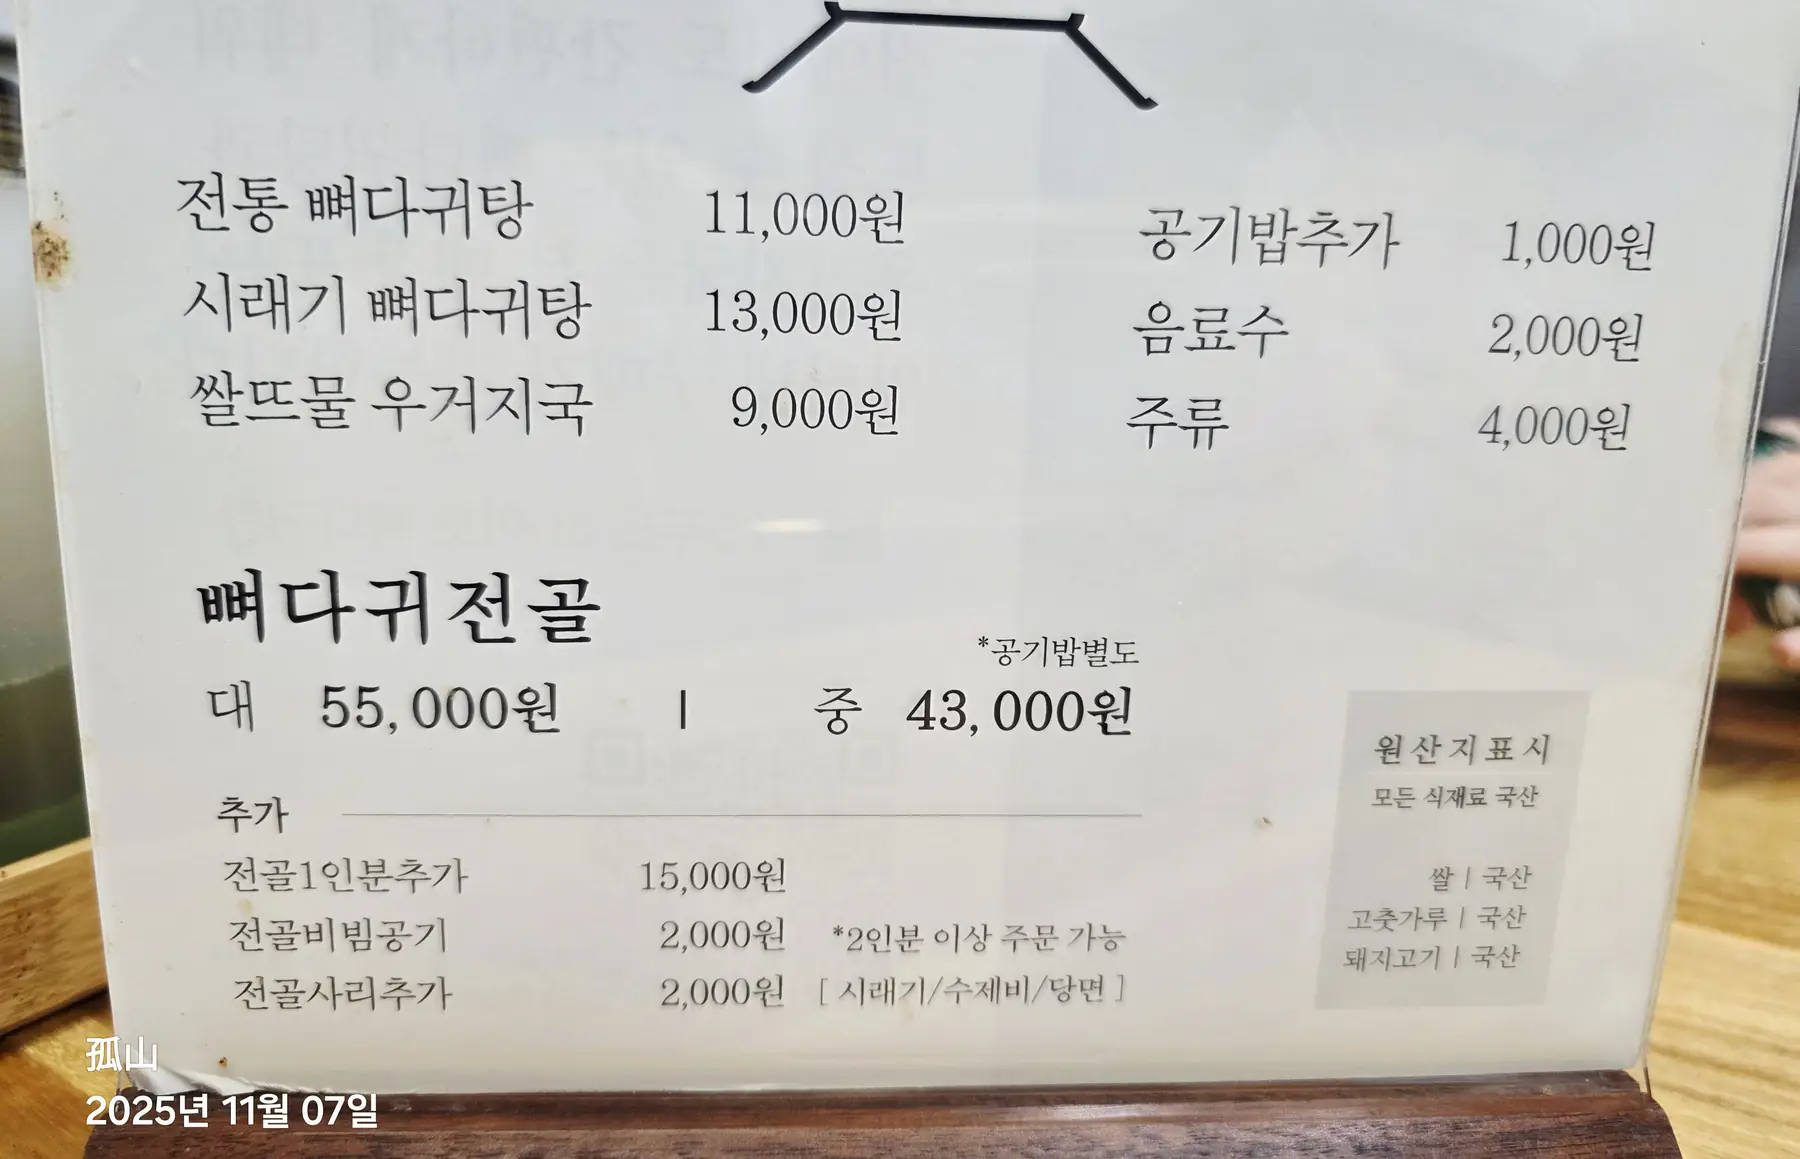 전통 뼈다귀탕 11,000원
시래기 뼈다귀탕 13,000원
쌀뜨물 우거지국 9,000원
공기밥추가 1,000원
음료수 2,000원
주류 4,000원
뼈다귀전골
*공기밥별도
대 55,000원 | 중 43,000원
추가
전골1인분추가 15,000원
전골비빔공기 2,000원 *2인분 이상 주문 가능
전골사리추가 2,000원 [ 시래기/수제비/당면 ]
원산지표시
모든 식재료 국산
쌀 | 국산
고춧가루 | 국산
돼지고기 | 국산
孤山
2025년 11월 07일